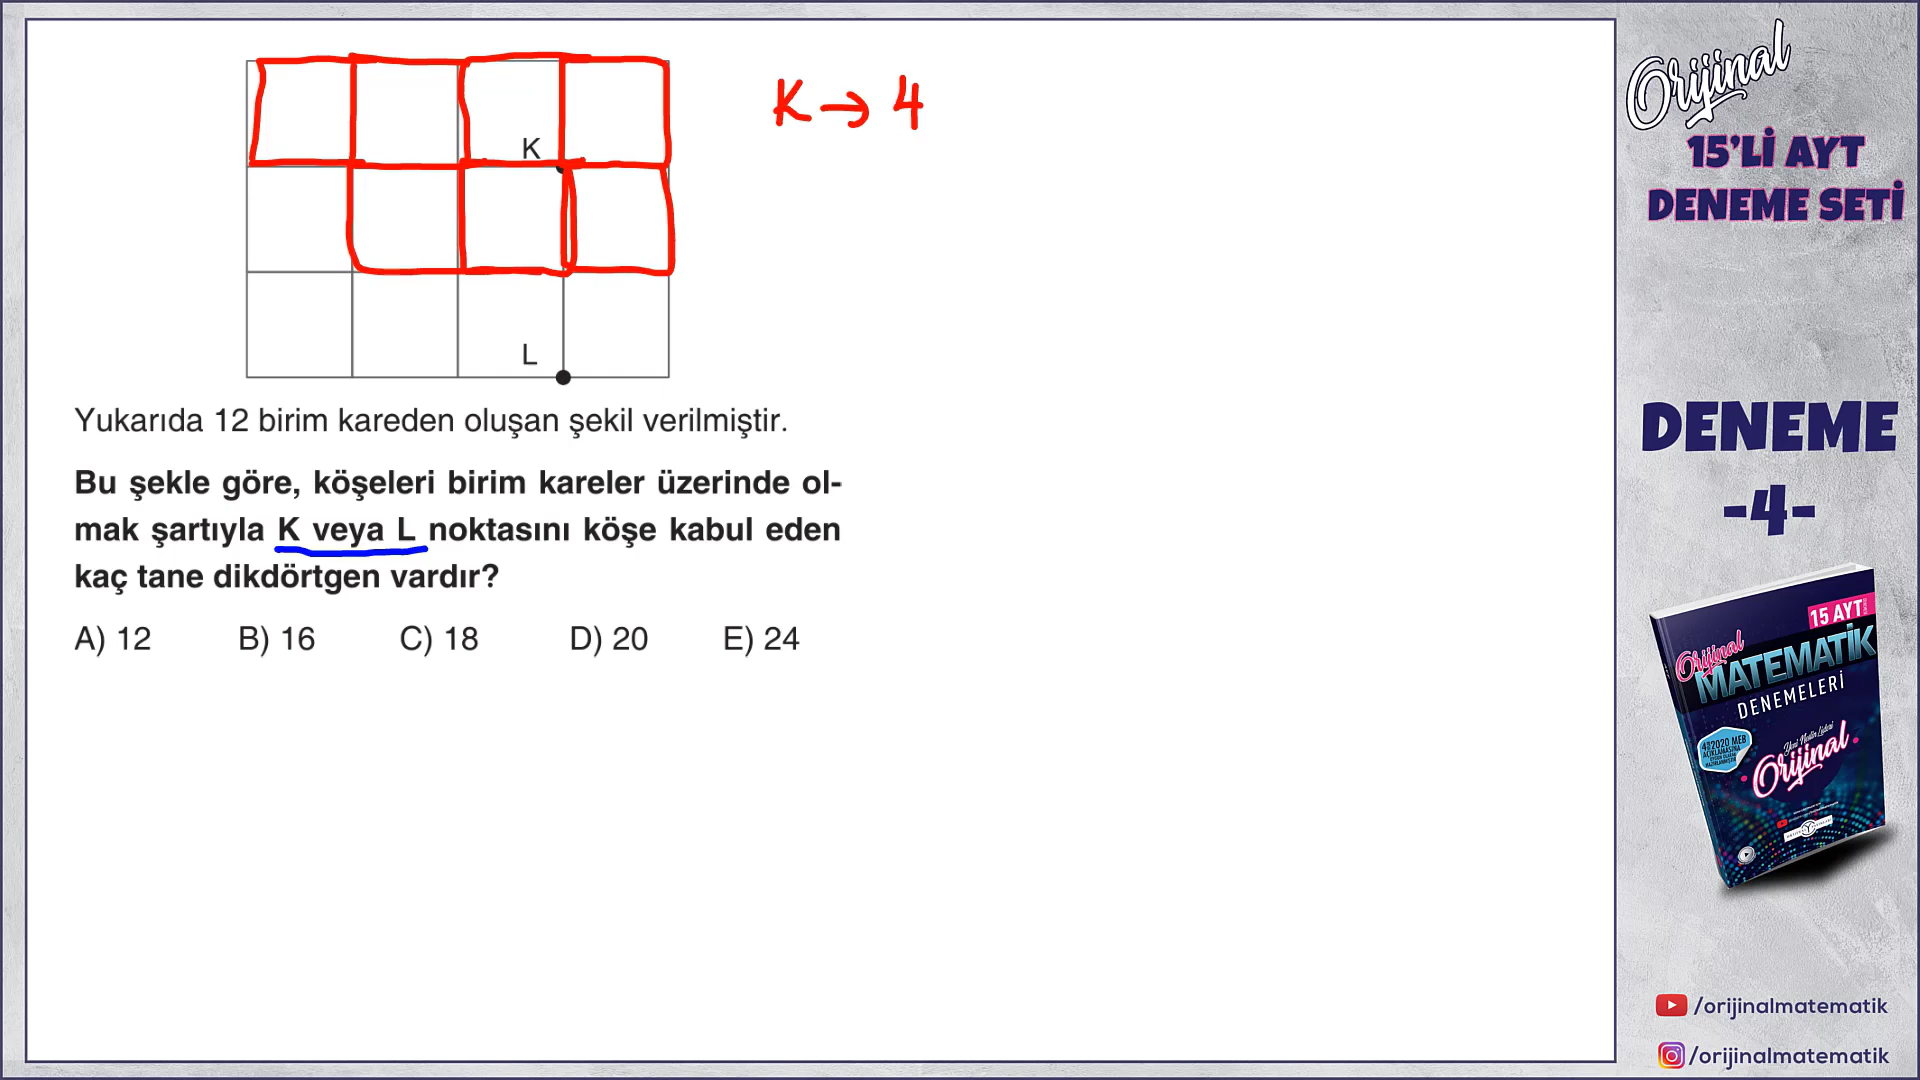 K
L
K → 4
Yukarıda 12 birim kareden oluşan şekil verilmiştir.
Bu şekle göre, köşeleri birim kareler üzerinde ol-
mak şartıyla K veya L noktasını köşe kabul eden
kaç tane dikdörtgen vardır?
A) 12 B) 16 C) 18 D) 20 E) 24
Orijinal
15'Lİ AYT
DENEME SETİ
DENEME
-4-
15 AYT
Orijinal
MATEMATİK
DENEMELERİ
Orijinal
/orijinalmatematik
/orijinalmatematik